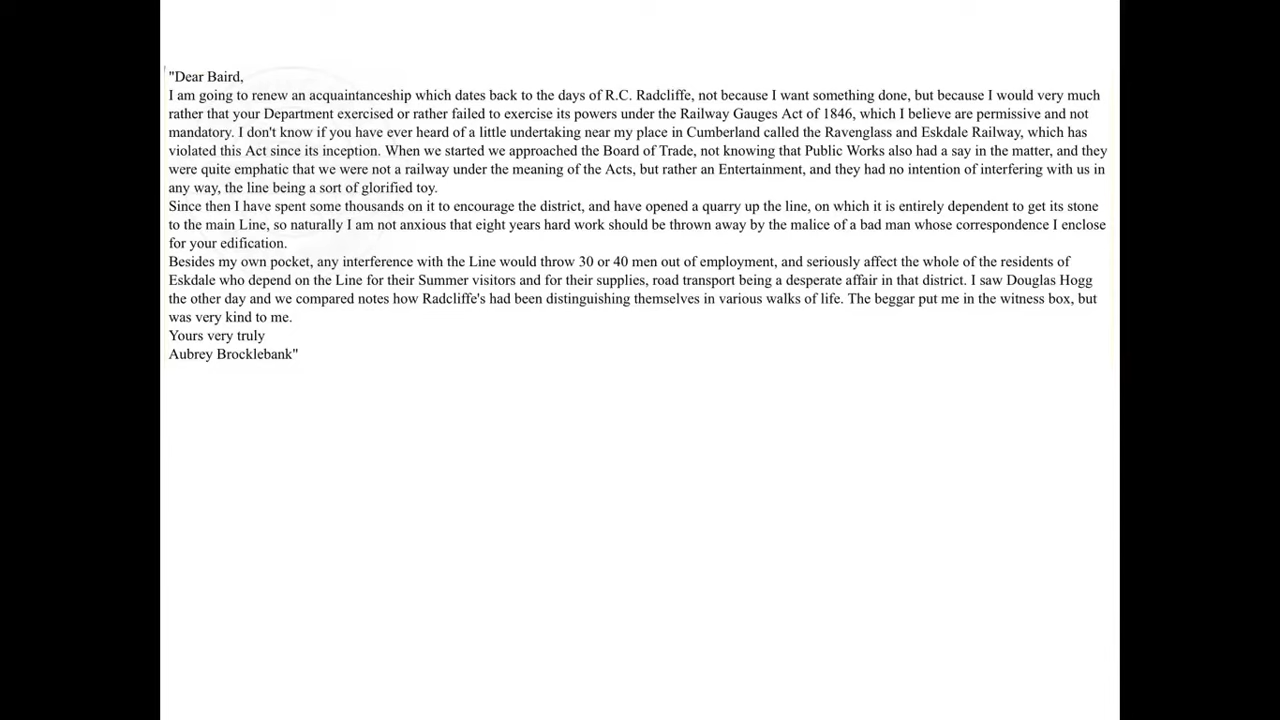 "Dear Baird,
I am going to renew an acquaintanceship which dates back to the days of R.C. Radcliffe, not because I want something done, but because I would very much
rather that your Department exercised or rather failed to exercise its powers under the Railway Gauges Act of 1846, which I believe are permissive and not
mandatory. I don't know if you have ever heard of a little undertaking near my place in Cumberland called the Ravenglass and Eskdale Railway, which has
violated this Act since its inception. When we started we approached the Board of Trade, not knowing that Public Works also had a say in the matter, and they
were quite emphatic that we were not a railway under the meaning of the Acts, but rather an Entertainment, and they had no intention of interfering with us in
any way, the line being a sort of glorified toy.
Since then I have spent some thousands on it to encourage the district, and have opened a quarry up the line, on which it is entirely dependent to get its stone
to the main Line, so naturally I am not anxious that eight years hard work should be thrown away by the malice of a bad man whose correspondence I enclose
for your edification.
Besides my own pocket, any interference with the Line would throw 30 or 40 men out of employment, and seriously affect the whole of the residents of
Eskdale who depend on the Line for their Summer visitors and for their supplies, road transport being a desperate affair in that district. I saw Douglas Hogg
the other day and we compared notes how Radcliffe's had been distinguishing themselves in various walks of life. The beggar put me in the witness box, but
was very kind to me.
Yours very truly
Aubrey Brocklebank"